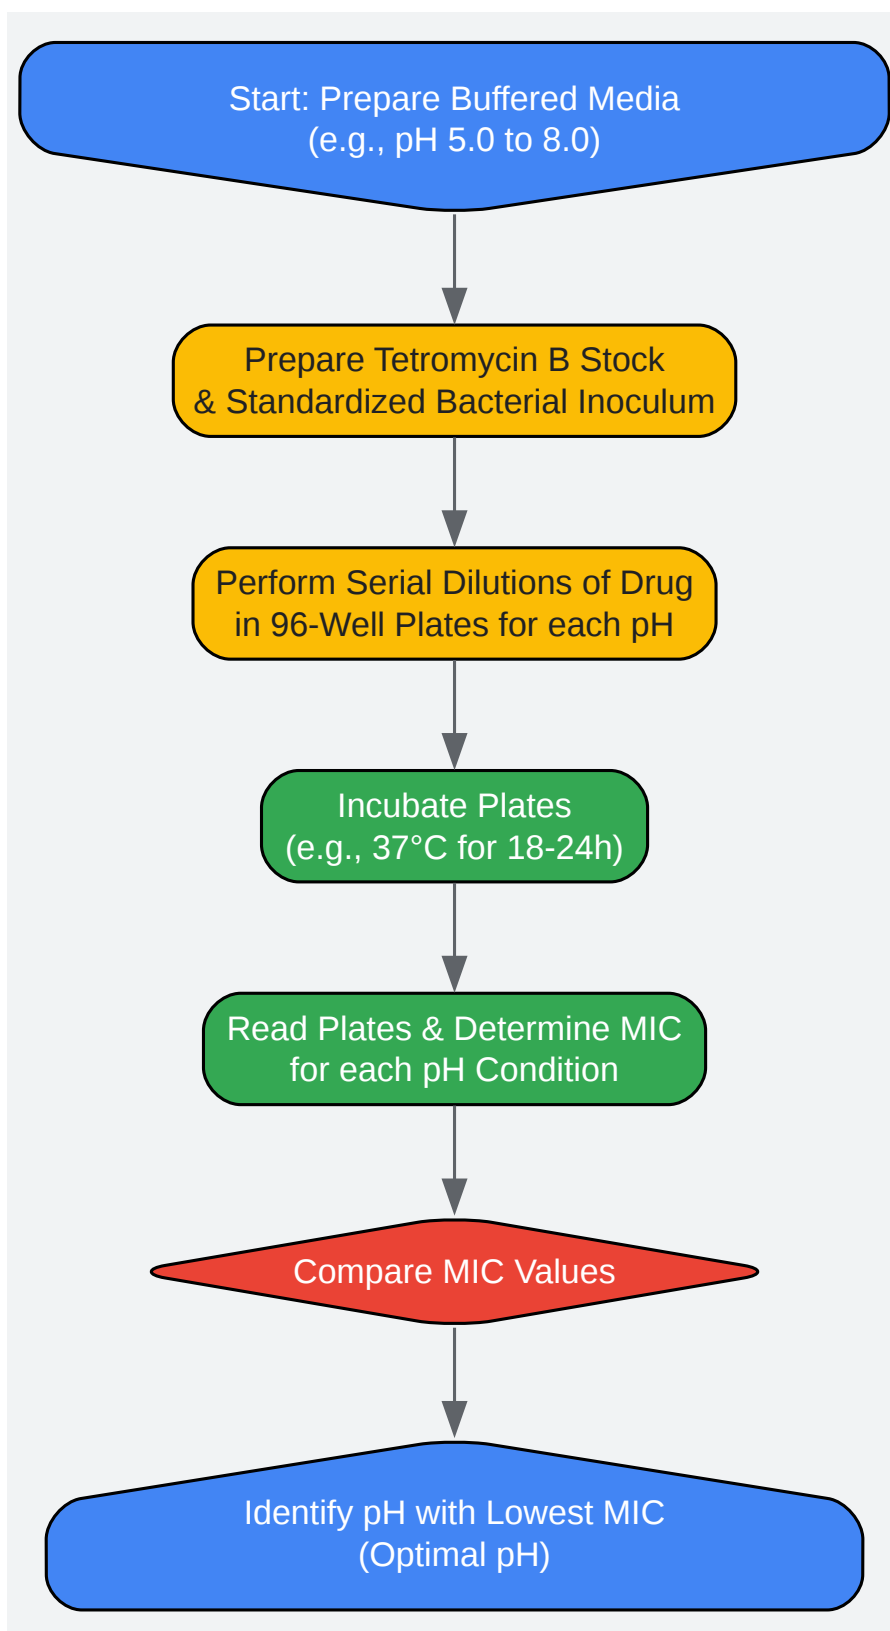 Start: Prepare Buffered Media
(e.g., pH 5.0 to 8.0)
Prepare Tetromycin B Stock
& Standardized Bacterial Inoculum
Perform Serial Dilutions of Drug
in 96-Well Plates for each pH
Incubate Plates
(e.g., 37°C for 18-24h)
Read Plates & Determine MIC
for each pH Condition
Compare MIC Values
Identify pH with Lowest MIC
(Optimal pH)